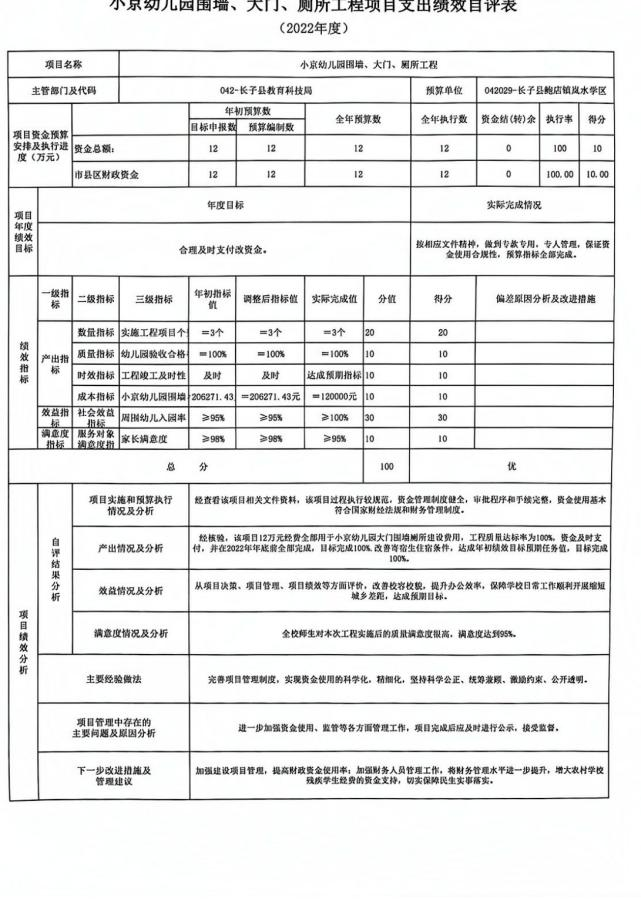 小京幼儿园围墙、大门、厕所工程项目支出绩效自评表
（2022年度）
项目名称 小京幼儿园围墙、大门、厕所工程
主管部门及代码 042-长子县教育科技局 预算单位 042029-长子县鲍店镇岚水学区
项目资金预算安排及执行进度（万元） 年初预算数 全年预算数 全年执行数 资金结(转)余 执行率 得分
目标申报数 预算编制数
资金总额： 12 12 12 12 0 100 10
市县区财政资金 12 12 12 12 0 100.00 10.00
项目年度绩效目标 年度目标 实际完成情况
合理及时支付改资金。 按相应文件精神，做到专款专用，专人管理，保证资
金使用合规性，预算指标全部完成。
绩效指标 一级指标 二级指标 三级指标 年初指标值 调整后指标值 实际完成值 分值 得分 偏差原因分析及改进措施
产出指标 数量指标 实施工程项目个 ＝3个 ＝3个 ＝3个 20 20
质量指标 幼儿园验收合格 ＝100% ＝100% ＝100% 10 10
时效指标 工程竣工及时性 及时 及时 达成预期指标 10 10
成本指标 小京幼儿园围墙 206271.43 ＝206271.43元 ＝120000元 10 10
效益指标 社会效益指标 周围幼儿入园率 ≥95% ≥95% ≥100% 30 30
满意度指标 服务对象满意度指 家长满意度 ≥98% ≥98% ≥95% 10 10
总 分 100 优
项目绩效分析 自评结果分析 项目实施和预算执行情况及分析 经查看该项目相关文件资料，该项目过程执行较规范，资金管理制度健全，审批程序和手续完整，资金使用基本
符合国家财经法规和财务管理制度。
产出情况及分析 经核验，该项目12万元经费全部用于小京幼儿园大门围墙厕所建设费用，工程质量达标率为100%，资金及时支
付，并在2022年年底前全部完成，目标完成100%.改善寄宿生住宿条件，达成年初绩效目标预期任务值，目标完成
100%。
效益情况及分析 从项目决策、项目管理、项目绩效等方面评价，改善校容校貌，提升办公效率，保障学校日常工作顺利开展缩短
城乡差距，达成预期目标。
满意度情况及分析 全校师生对本次工程实施后的质量满意度很高，满意度达到95%。
主要经验做法 完善项目管理制度，实现资金使用的科学化，精细化，坚持科学公正、统筹兼顾、激励约束、公开透明。
项目管理中存在的主要问题及原因分析 进一步加强资金使用、监管等各方面管理工作，项目完成后应及时进行公示，接受监督。
下一步改进措施及管理建议 加强建设项目管理，提高财政资金使用率；加强财务人员管理工作，将财务管理水平进一步提升，增大农村学校
残疾学生经费的资金支持，切实保障民生实事落实。